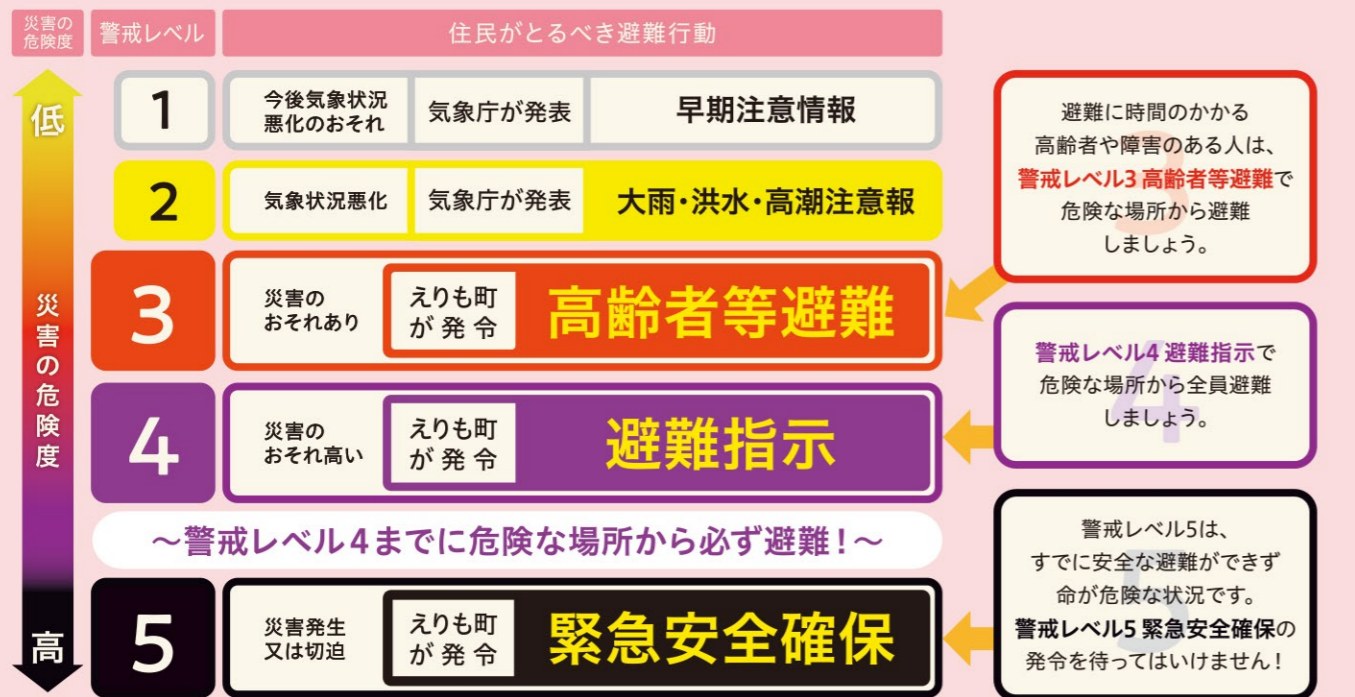 災害の
危険度
警戒レベル
住民がとるべき避難行動
低
災害の危険度
高
1
今後気象状況
悪化のおそれ
気象庁が発表
早期注意情報
2
気象状況悪化
気象庁が発表
大雨・洪水・高潮注意報
3
災害の
おそれあり
えりも町
が発令
高齢者等避難
4
災害の
おそれ高い
えりも町
が発令
避難指示
～警戒レベル4までに危険な場所から必ず避難！～
5
災害発生
又は切迫
えりも町
が発令
緊急安全確保
3
避難に時間のかかる
高齢者や障害のある人は、
警戒レベル3 高齢者等避難で
危険な場所から避難
しましょう。
4
警戒レベル4 避難指示で
危険な場所から全員避難
しましょう。
5
警戒レベル5は、
すでに安全な避難ができず
命が危険な状況です。
警戒レベル5 緊急安全確保の
発令を待ってはいけません！